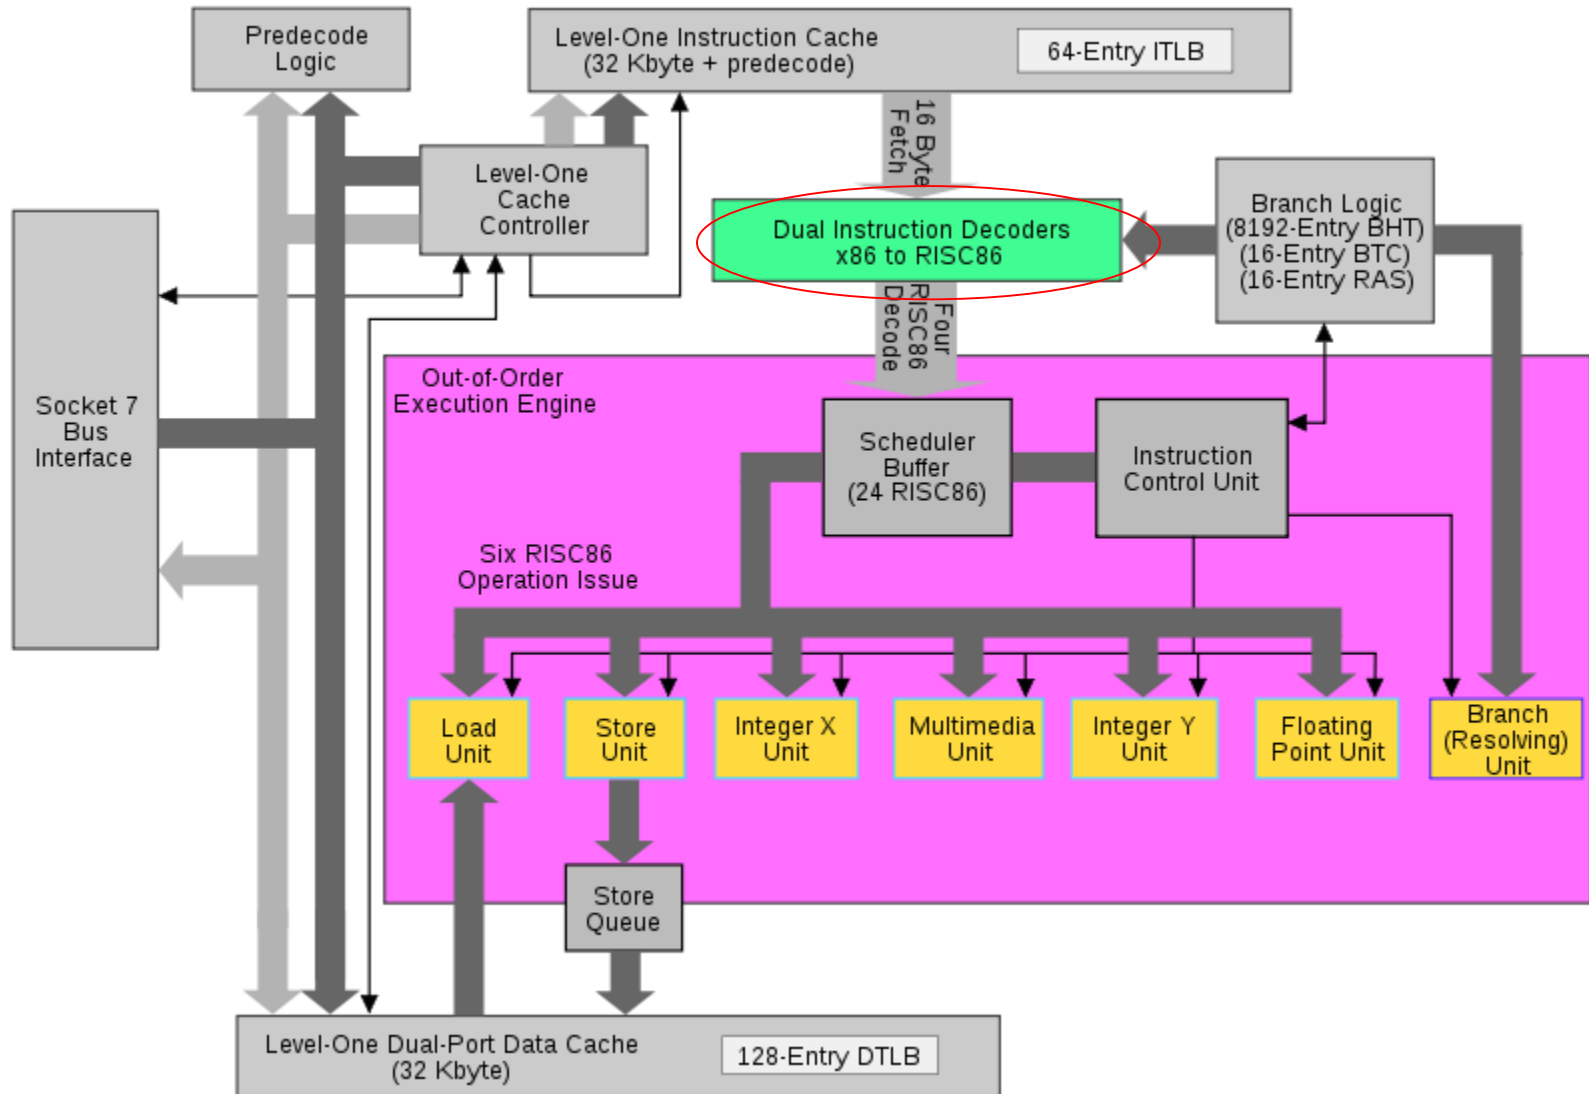 Predecode
Logic
Level-One Instruction Cache
(32 Kbyte + predecode)
64-Entry ITLB
16 Byte
Fetch
Level-One
Cache
Controller
Dual Instruction Decoders
x86 to RISC86
Branch Logic
(8192-Entry BHT)
(16-Entry BTC)
(16-Entry RAS)
Four
RISC86
Decode
Socket 7
Bus
Interface
Out-of-Order
Execution Engine
Scheduler
Buffer
(24 RISC86)
Instruction
Control Unit
Six RISC86
Operation Issue
Load
Unit
Store
Unit
Integer X
Unit
Multimedia
Unit
Integer Y
Unit
Floating
Point Unit
Branch
(Resolving)
Unit
Store
Queue
Level-One Dual-Port Data Cache
(32 Kbyte)
128-Entry DTLB